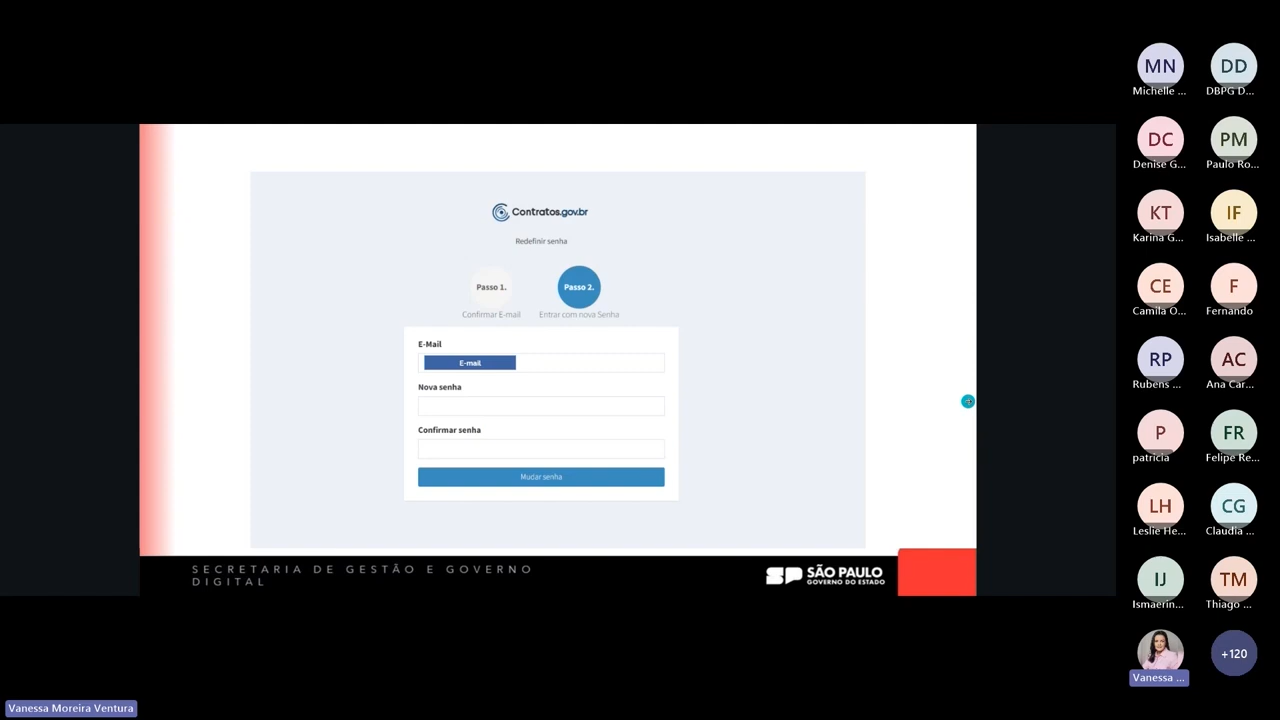 Contratos.gov.br
Redefinir senha
Passo 1.
Passo 2.
Confirmar E-mail
Entrar com nova Senha
E-Mail
E-mail
Nova senha
Confirmar senha
Mudar senha
SECRETARIA DE GESTÃO E GOVERNO
DIGITAL
SP SÃO PAULO
GOVERNO DO ESTADO
MN
Michelle ...
DD
DBPG D...
DC
Denise G...
PM
Paulo Ro...
KT
Karina G...
IF
Isabelle ...
CE
Camila O...
F
Fernando
RP
Rubens ...
AC
Ana Car...
P
patricia
FR
Felipe Re...
LH
Leslie He...
CG
Claudia ...
IJ
Ismaerin...
TM
Thiago ...
Vanessa ...
+120
Vanessa Moreira Ventura